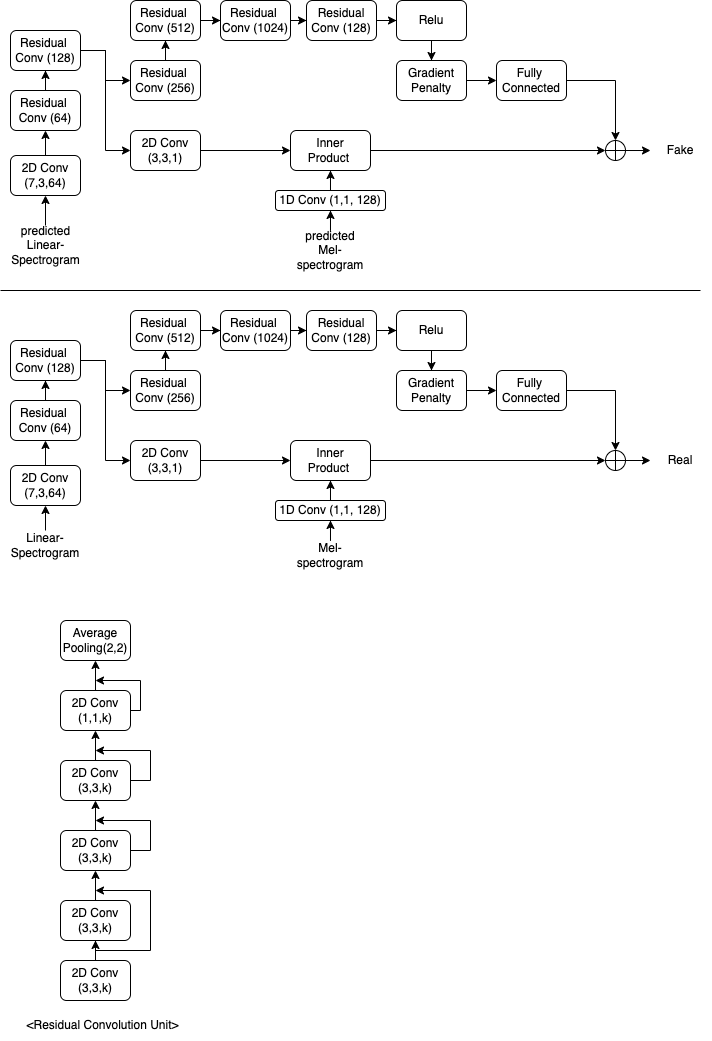 Residual
Conv (512)
Residual
Conv (1024)
Residual
Conv (128)
Relu
Residual
Conv (128)
Residual
Conv (256)
Gradient
Penalty
Fully
Connected
Residual
Conv (64)
2D Conv
(3,3,1)
Inner
Product
Fake
2D Conv
(7,3,64)
1D Conv (1,1, 128)
predicted
Linear-
Spectrogram
predicted
Mel-
spectrogram
Residual
Conv (512)
Residual
Conv (1024)
Residual
Conv (128)
Relu
Residual
Conv (128)
Residual
Conv (256)
Gradient
Penalty
Fully
Connected
Residual
Conv (64)
2D Conv
(3,3,1)
Inner
Product
Real
2D Conv
(7,3,64)
1D Conv (1,1, 128)
Linear-
Spectrogram
Mel-
spectrogram
Average
Pooling(2,2)
2D Conv
(1,1,k)
2D Conv
(3,3,k)
2D Conv
(3,3,k)
2D Conv
(3,3,k)
2D Conv
(3,3,k)
<Residual Convolution Unit>